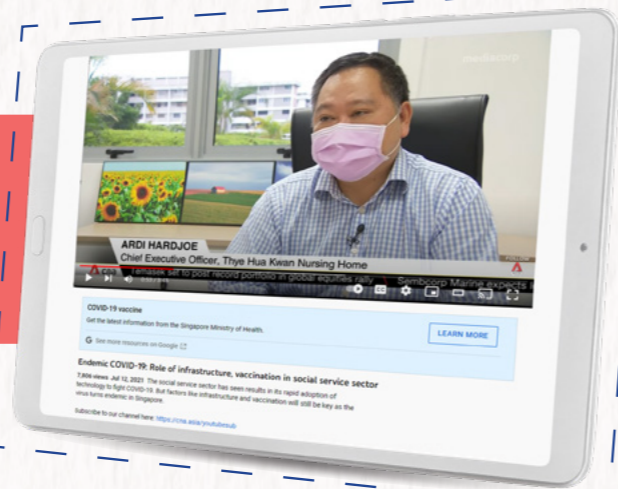 mediacorp
ARDI HARDJOE
Chief Executive Officer, Thye Hua Kwan Nursing Home
cna
emasek set to post record portfolio in global equities rally Sembcorp Marine expects
COVID-19 vaccine
LEARN MORE
Get the latest information from the Singapore Ministry of Health.
G See more resources on Google
Endemic COVID-19: Role of infrastructure, vaccination in social service sector
7,806 views Jul 12, 2021 The social service sector has seen results in its rapid adoption of
technology to fight COVID-19. But factors like infrastructure and vaccination will still be key as the
virus turns endemic in Singapore.
Subscribe to our channel here: https://cna.asia/youtubesub